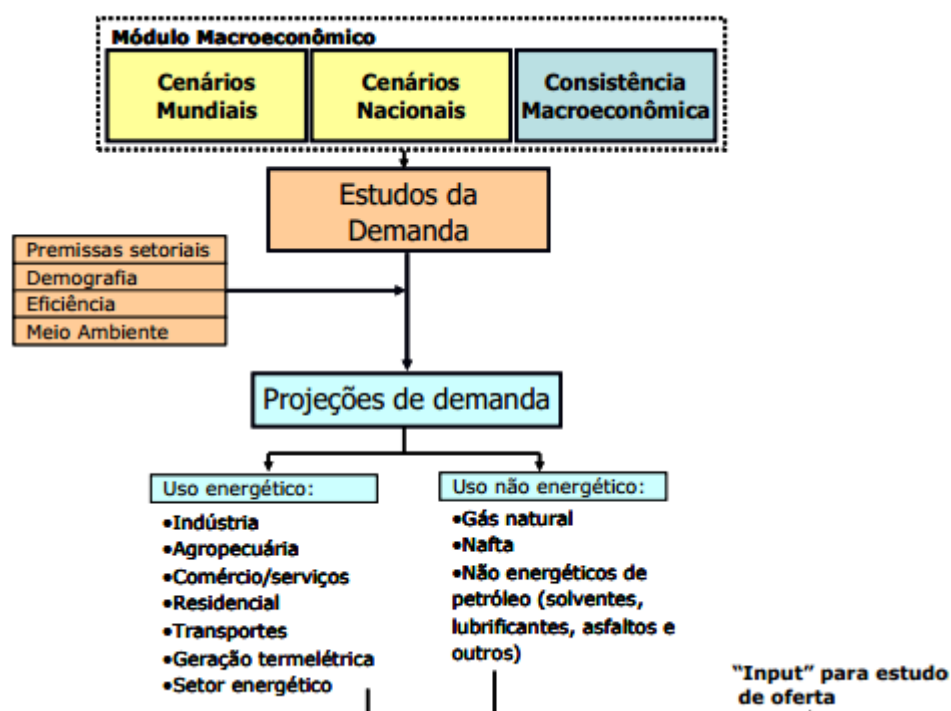 Módulo Macroeconômico
Cenários
Mundiais
Cenários
Nacionais
Consistência
Macroeconômica
Estudos da
Demanda
Premissas setoriais
Demografia
Eficiência
Meio Ambiente
Projeções de demanda
Uso energético:
•Indústria
•Agropecuária
•Comércio/serviços
•Residencial
•Transportes
•Geração termelétrica
•Setor energético
Uso não energético:
•Gás natural
•Nafta
•Não energéticos de
petróleo (solventes,
lubrificantes, asfaltos e
outros)
"Input" para estudo
de oferta